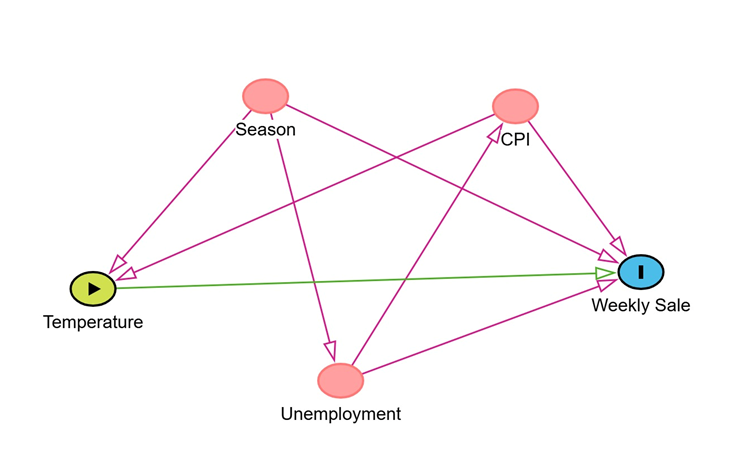 Season
CPI
Temperature
Weekly Sale
Unemployment